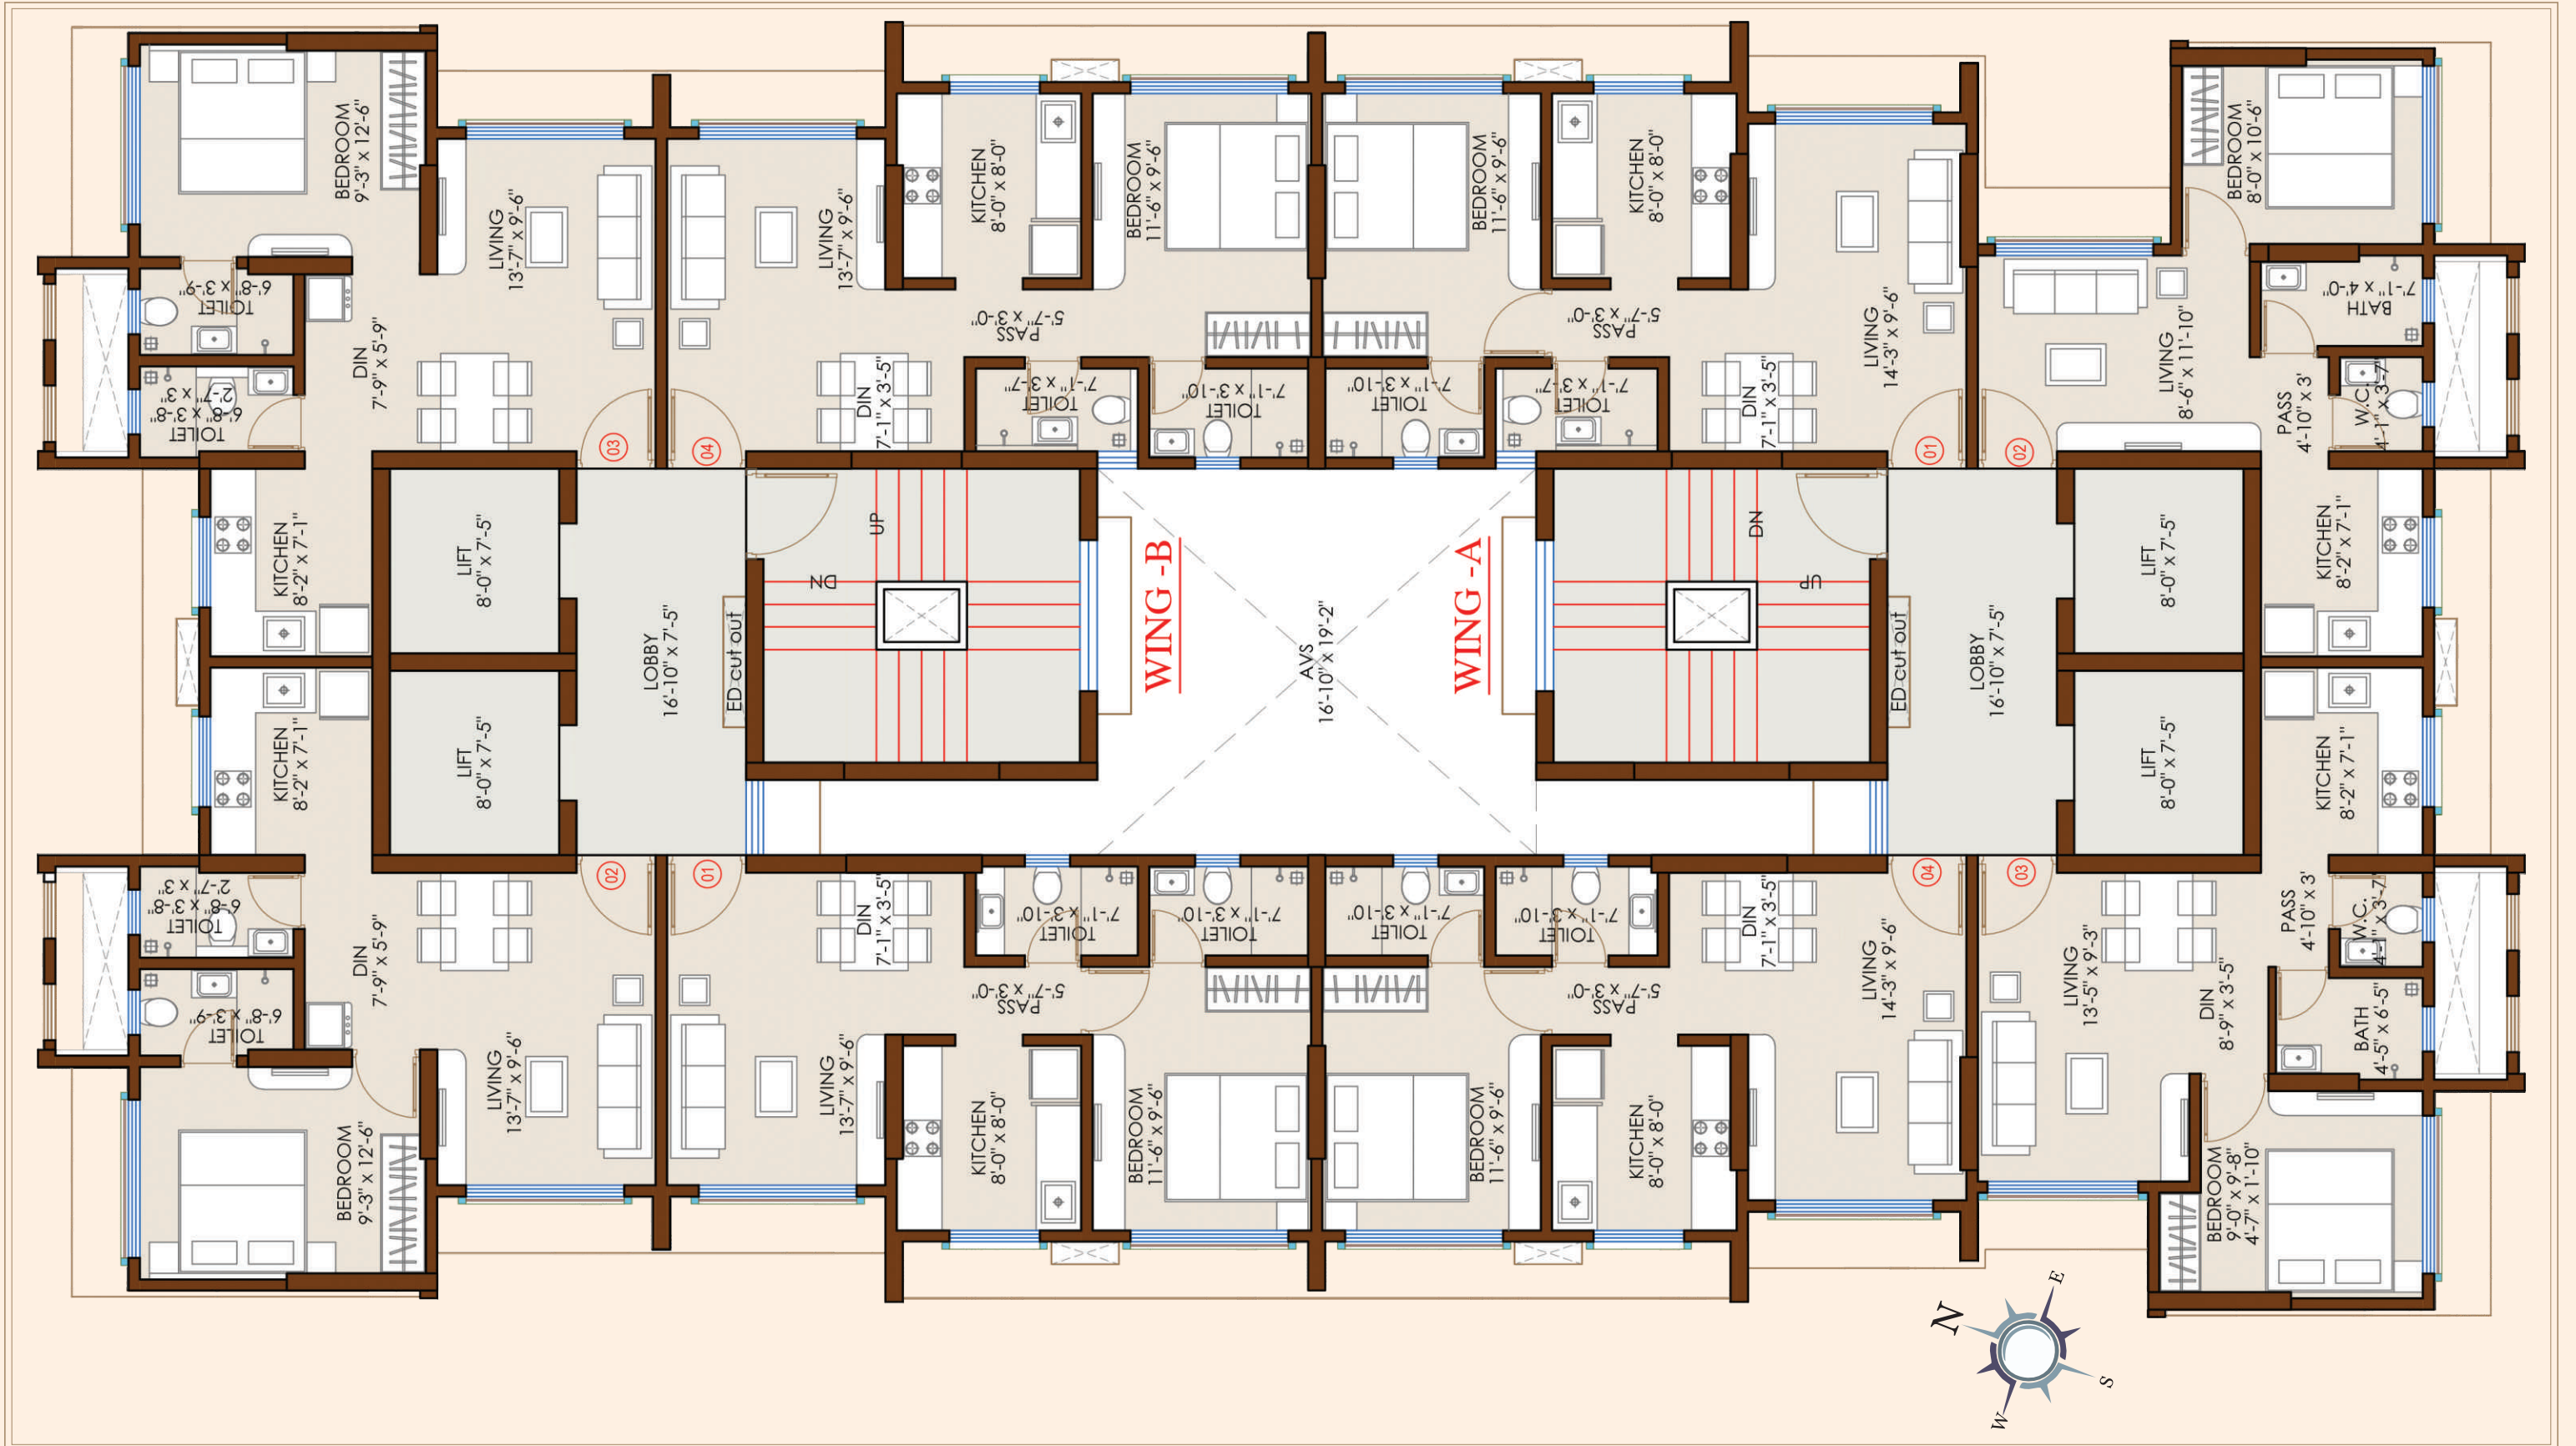 BEDROOM
9'-3" x 12'-6"
TOILET
6'-8" x 3'-9"
TOILET
6'-8" x 3'-8"
2'-7" x 3'
DIN
7'-9" x 5'-9"
LIVING
13'-7" x 9'-6"
03
KITCHEN
8'-2" x 7'-1"
LIVING
13'-7" x 9'-6"
04
DIN
7'-1" x 3'-5"
KITCHEN
8'-0" x 8'-0"
PASS
5'-7" x 3'-0"
BEDROOM
11'-6" x 9'-6"
TOILET
7'-1" x 3'-7"
TOILET
7'-1" x 3'-10"
BEDROOM
11'-6" x 9'-6"
KITCHEN
8'-0" x 8'-0"
PASS
5'-7" x 3'-0"
TOILET
7'-1" x 3'-10"
TOILET
7'-1" x 3'-7"
DIN
7'-1" x 3'-5"
LIVING
14'-3" x 9'-6"
01
02
LIVING
8'-6" x 11'-10"
BEDROOM
8'-0" x 10'-6"
BATH
7'-1" x 4'-0"
W.C.
4'-1" x 3'-7"
PASS
4'-10" x 3'
KITCHEN
8'-2" x 7'-1"
LIFT
8'-0" x 7'-5"
LIFT
8'-0" x 7'-5"
LOBBY
16'-10" x 7'-5"
ED cut out
UP
DN
WING -B
AVS
16'-10" x 19'-2"
WING -A
DN
UP
ED cut out
LOBBY
16'-10" x 7'-5"
LIFT
8'-0" x 7'-5"
LIFT
8'-0" x 7'-5"
KITCHEN
8'-2" x 7'-1"
TOILET
6'-8" x 3'-8"
2'-7" x 3'
TOILET
6'-8" x 3'-9"
DIN
7'-9" x 5'-9"
02
LIVING
13'-7" x 9'-6"
BEDROOM
9'-3" x 12'-6"
01
LIVING
13'-7" x 9'-6"
DIN
7'-1" x 3'-5"
TOILET
7'-1" x 3'-10"
TOILET
7'-1" x 3'-10"
PASS
5'-7" x 3'-0"
KITCHEN
8'-0" x 8'-0"
BEDROOM
11'-6" x 9'-6"
TOILET
7'-1" x 3'-10"
TOILET
7'-1" x 3'-10"
PASS
5'-7" x 3'-0"
BEDROOM
11'-6" x 9'-6"
KITCHEN
8'-0" x 8'-0"
DIN
7'-1" x 3'-5"
LIVING
14'-3" x 9'-6"
04
03
LIVING
13'-5" x 9'-3"
DIN
8'-9" x 3'-5"
KITCHEN
8'-2" x 7'-1"
PASS
4'-10" x 3'
W.C.
4'-1" x 3'-7"
BATH
4'-5" x 6'-5"
BEDROOM
9'-0" x 9'-8"
4'-7" x 1'-10"
N
E
S
W